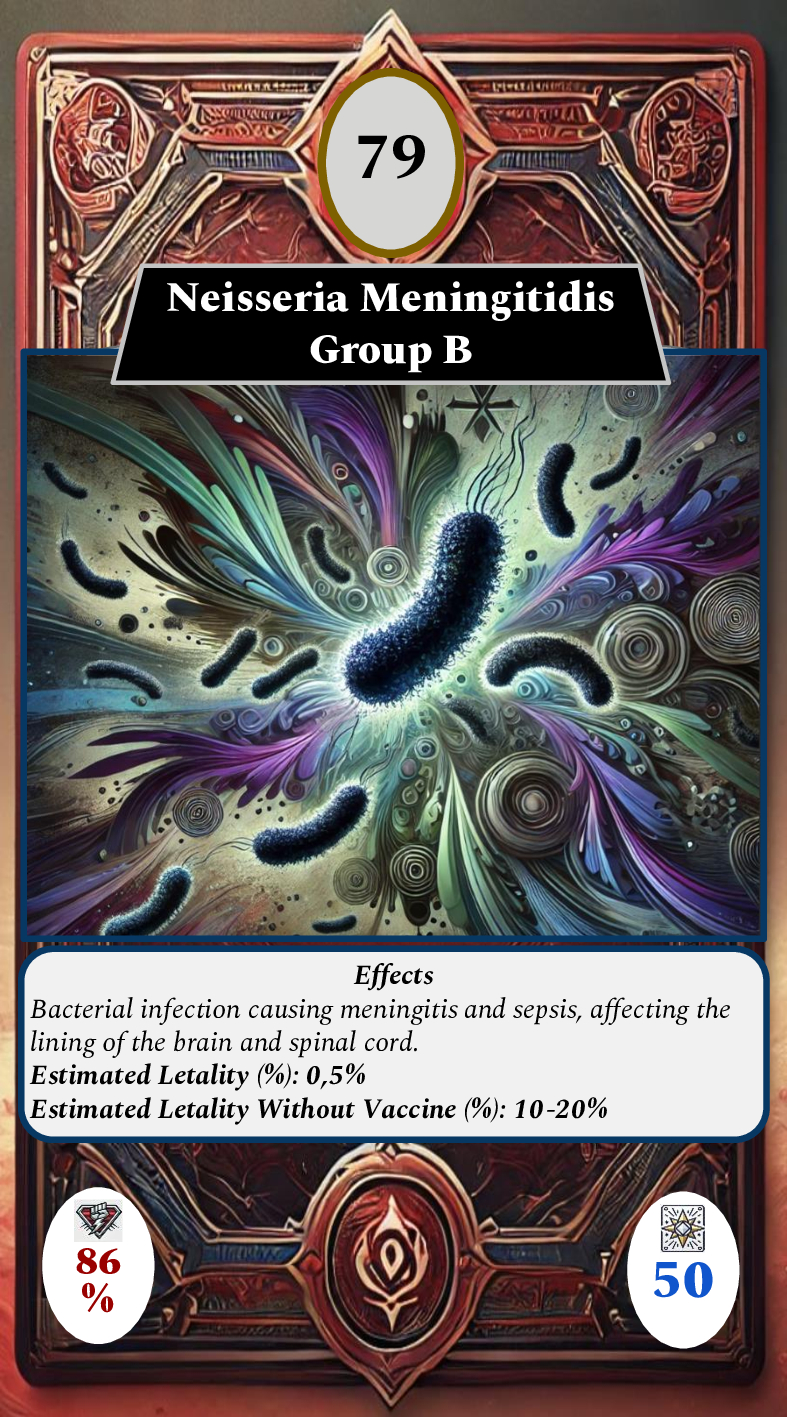 79
Neisseria Meningitidis
Group B
Effects
Bacterial infection causing meningitis and sepsis, affecting the
lining of the brain and spinal cord.
Estimated Letality (%): 0,5%
Estimated Letality Without Vaccine (%): 10-20%
86
%
50